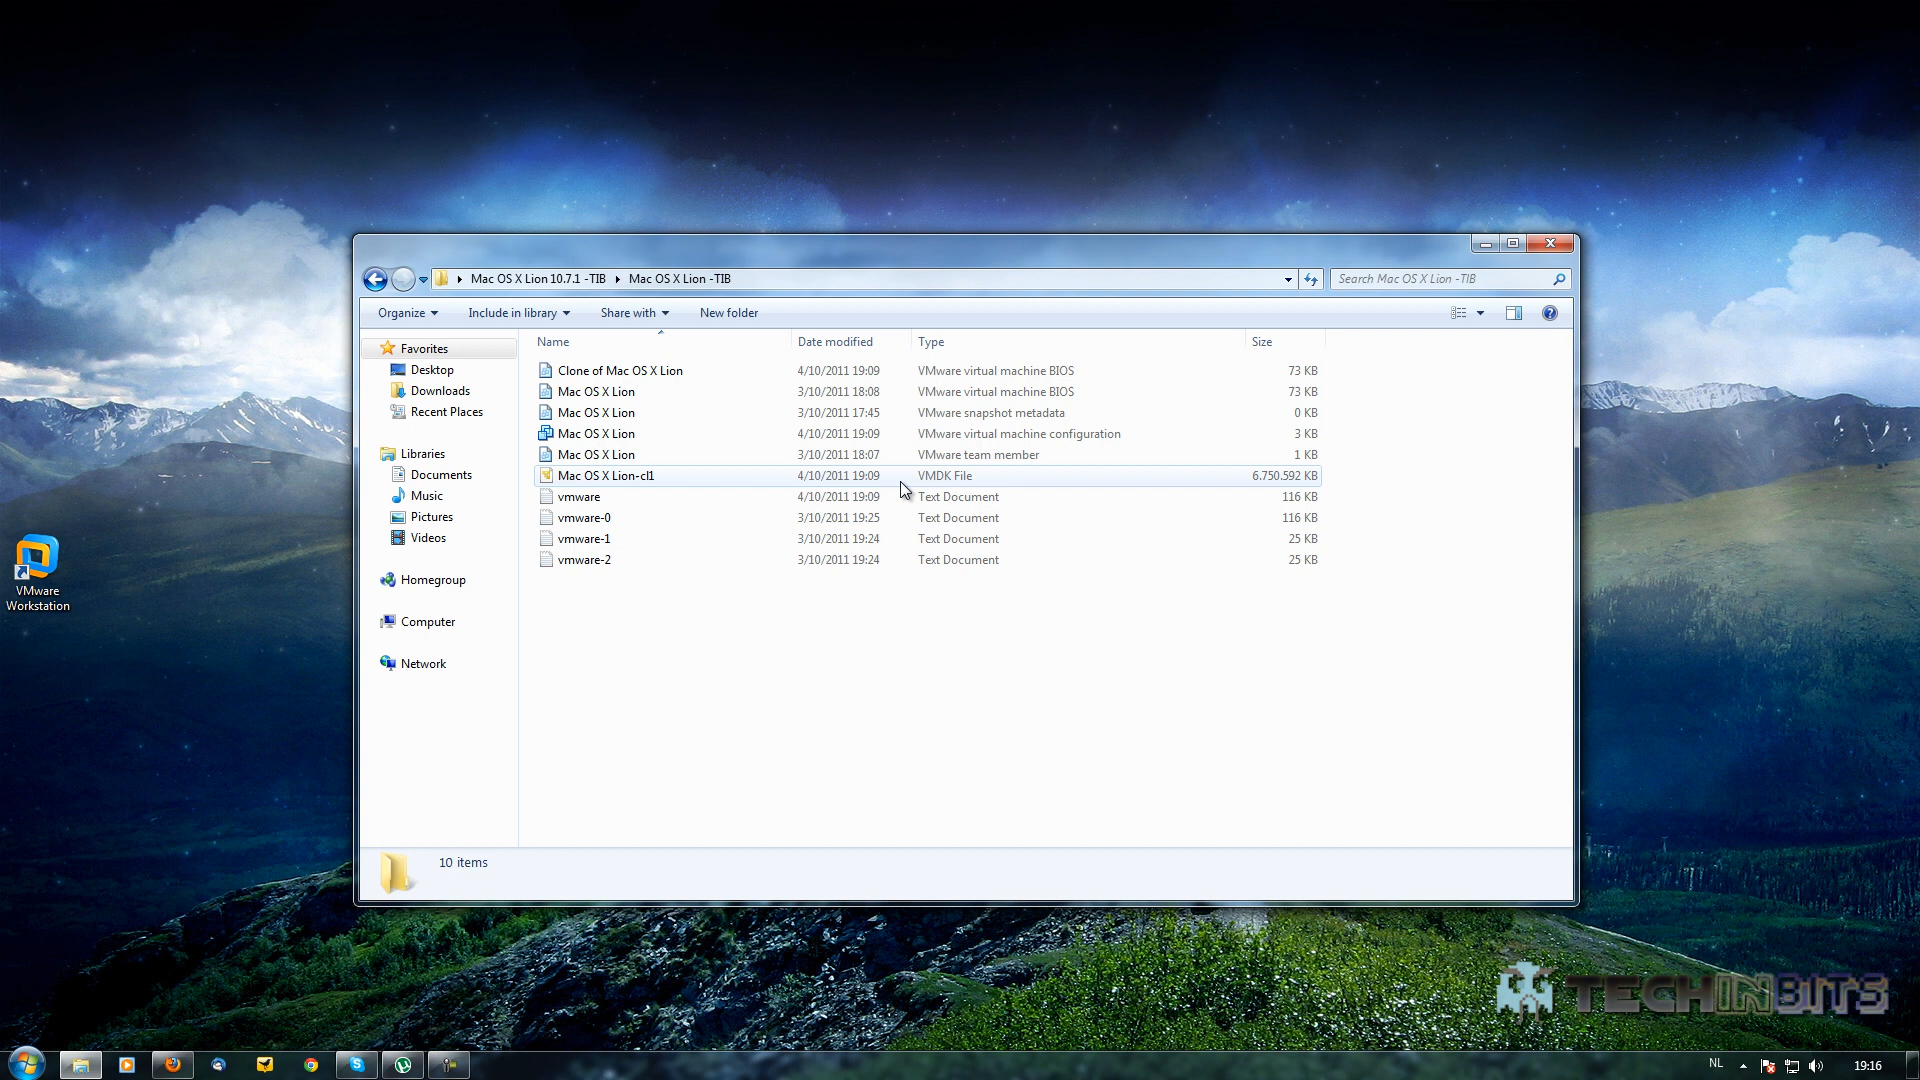 Mac OS X Lion 10.7.1 -TIB
Mac OS X Lion -TIB
Search Mac OS X Lion -TIB
Organize
Include in library
Share with
New folder
Favorites
Desktop
Downloads
Recent Places
Libraries
Documents
Music
Pictures
Videos
Homegroup
Computer
Network
Name Date modified Type Size
Clone of Mac OS X Lion 4/10/2011 19:09 VMware virtual machine BIOS 73 KB
Mac OS X Lion 3/10/2011 18:08 VMware virtual machine BIOS 73 KB
Mac OS X Lion 3/10/2011 17:45 VMware snapshot metadata 0 KB
Mac OS X Lion 4/10/2011 19:09 VMware virtual machine configuration 3 KB
Mac OS X Lion 3/10/2011 18:07 VMware team member 1 KB
Mac OS X Lion-cl1 4/10/2011 19:09 VMDK File 6.750.592 KB
vmware 4/10/2011 19:09 Text Document 116 KB
vmware-0 3/10/2011 19:25 Text Document 116 KB
vmware-1 3/10/2011 19:24 Text Document 25 KB
vmware-2 3/10/2011 19:24 Text Document 25 KB
10 items
VMware
Workstation
TECHINBITS
NL
19:16